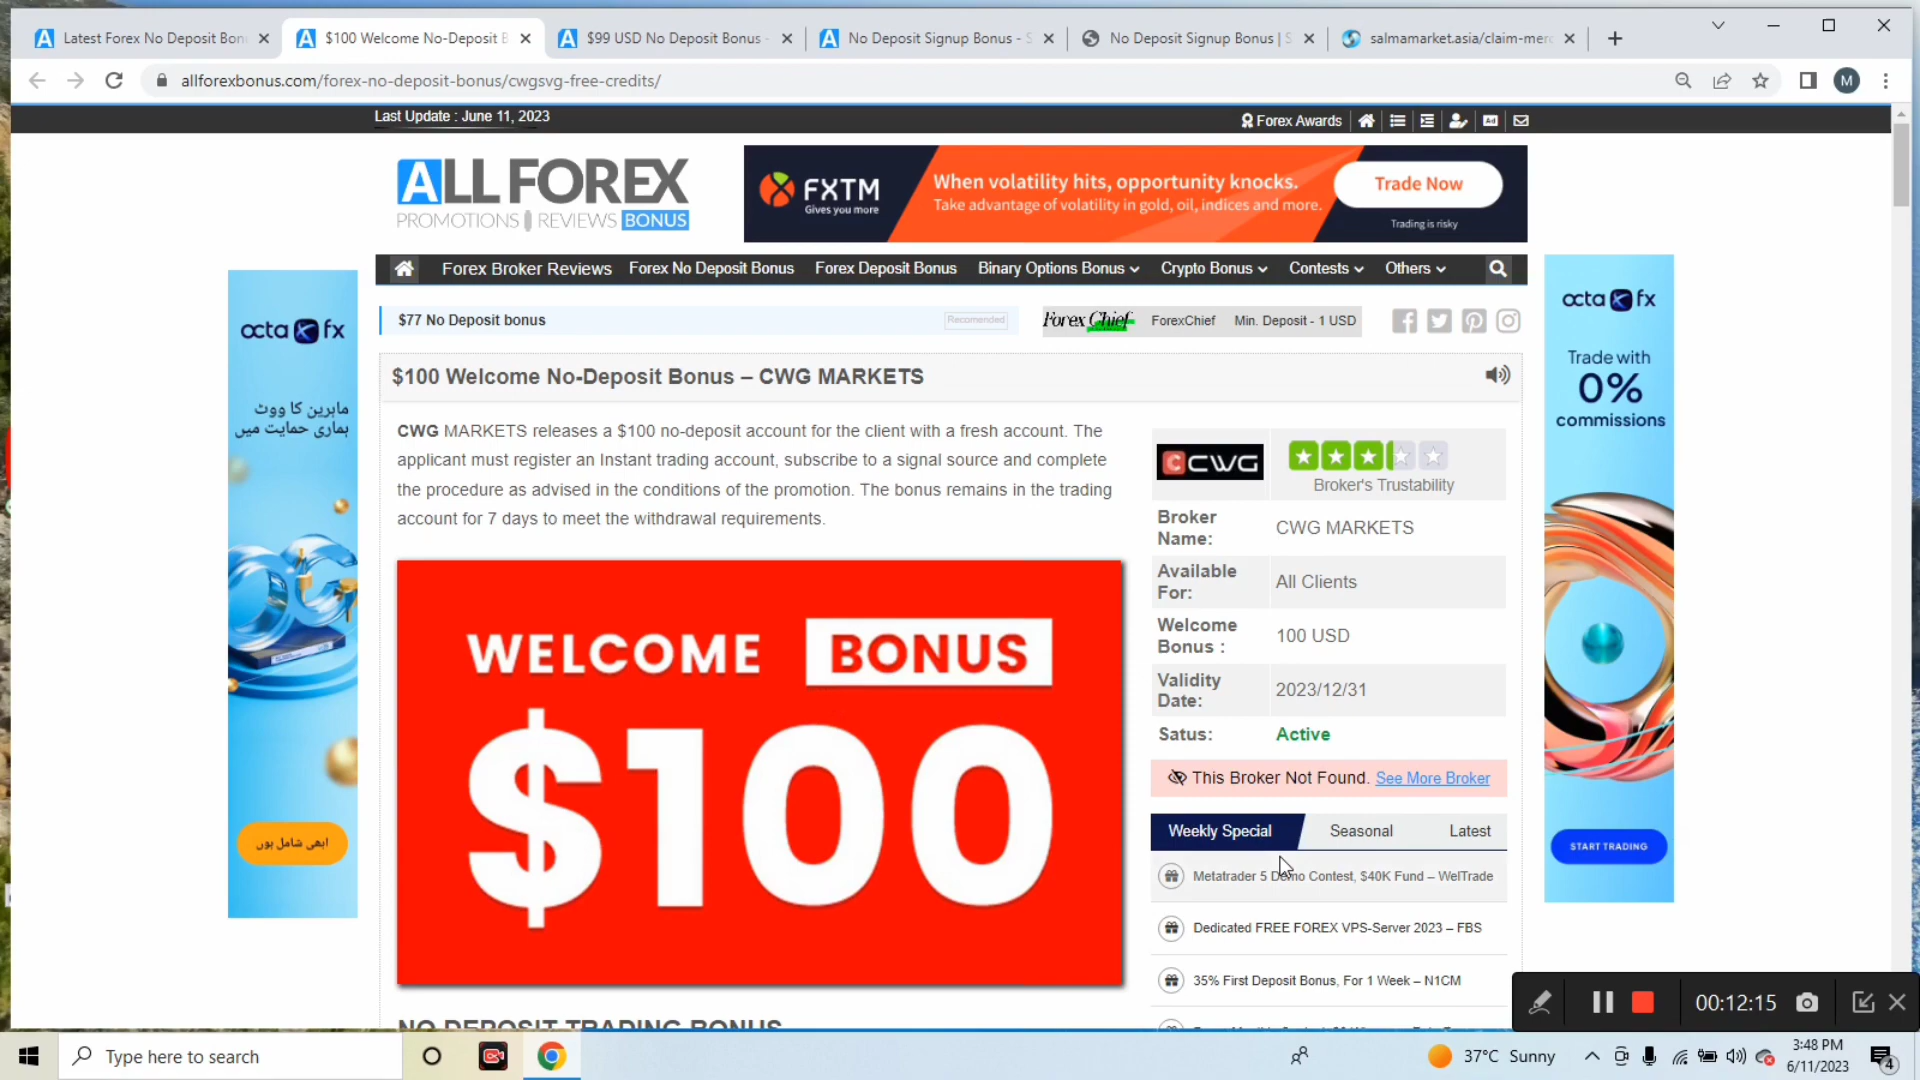 Latest Forex No Deposit Bon
$100 Welcome No-Deposit B
$99 USD No Deposit Bonus -
No Deposit Signup Bonus - S
No Deposit Signup Bonus | S
salmamarket.asia/claim-merc
allforexbonus.com/forex-no-deposit-bonus/cwgsvg-free-credits/
M
Last Update : June 11, 2023
Forex Awards
Ad
ALL FOREX
PROMOTIONS REVIEWS BONUS
FXTM
Gives you more
When volatility hits, opportunity knocks.
Take advantage of volatility in gold, oil, indices and more.
Trade Now
Trading is risky
Forex Broker Reviews
Forex No Deposit Bonus
Forex Deposit Bonus
Binary Options Bonus
Crypto Bonus
Contests
Others
$77 No Deposit bonus
Recomended
Forex Chief
ForexChief
Min. Deposit - 1 USD
octa fx
ماہرین کا ووٹ
ہماری حمایت میں
ابھی شامل ہوں
octa fx
Trade with
0%
commissions
START TRADING
$100 Welcome No-Deposit Bonus – CWG MARKETS
CWG MARKETS releases a $100 no-deposit account for the client with a fresh account. The
applicant must register an Instant trading account, subscribe to a signal source and complete
the procedure as advised in the conditions of the promotion. The bonus remains in the trading
account for 7 days to meet the withdrawal requirements.
WELCOME BONUS
$100
NO DEPOSIT TRADING BONUS
CWG
Broker's Trustability
Broker Name: CWG MARKETS
Available For: All Clients
Welcome Bonus : 100 USD
Validity Date: 2023/12/31
Satus: Active
This Broker Not Found. See More Broker
Weekly Special
Seasonal
Latest
Metatrader 5 Demo Contest, $40K Fund – WelTrade
Dedicated FREE FOREX VPS-Server 2023 – FBS
35% First Deposit Bonus, For 1 Week – N1CM
00:12:15
Type here to search
37°C Sunny
3:48 PM
6/11/2023
4